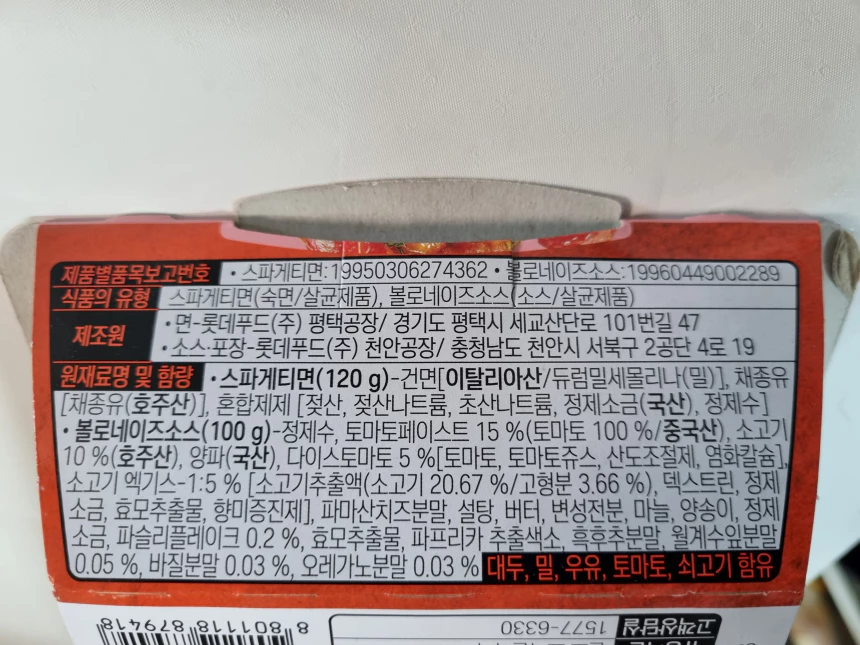 제품별품목보고번호 • 스파게티면:19950306274362 • 볼로네이즈소스:19960449002289
식품의 유형 스파게티면(숙면/살균제품), 볼로네이즈소스(소스/살균제품)
제조원 • 면-롯데푸드(주) 평택공장/ 경기도 평택시 세교산단로 101번길 47
• 소스·포장-롯데푸드(주) 천안공장/ 충청남도 천안시 서북구 2공단 4로 19
원재료명 및 함량 • 스파게티면(120 g)-건면[이탈리아산/듀럼밀세몰리나(밀)], 채종유
[채종유(호주산)], 혼합제제 [젖산, 젖산나트륨, 초산나트륨, 정제소금(국산), 정제수]
• 볼로네이즈소스(100 g)-정제수, 토마토페이스트 15 %(토마토 100 %/중국산), 소고기
10 %(호주산), 양파(국산), 다이스토마토 5 %[토마토, 토마토쥬스, 산도조절제, 염화칼슘],
소고기 엑기스-1:5 % [소고기추출액(소고기 20.67 %/고형분 3.66 %), 덱스트린, 정제
소금, 효모추출물, 향미증진제], 파마산치즈분말, 설탕, 버터, 변성전분, 마늘, 양송이, 정제
소금, 파슬리플레이크 0.2 %, 효모추출물, 파프리카 추출색소, 흑후추분말, 월계수잎분말
0.05 %, 바질분말 0.03 %, 오레가노분말 0.03 % 대두, 밀, 우유, 토마토, 쇠고기 함유
고객상담실 1577-6330
8 801118 879418